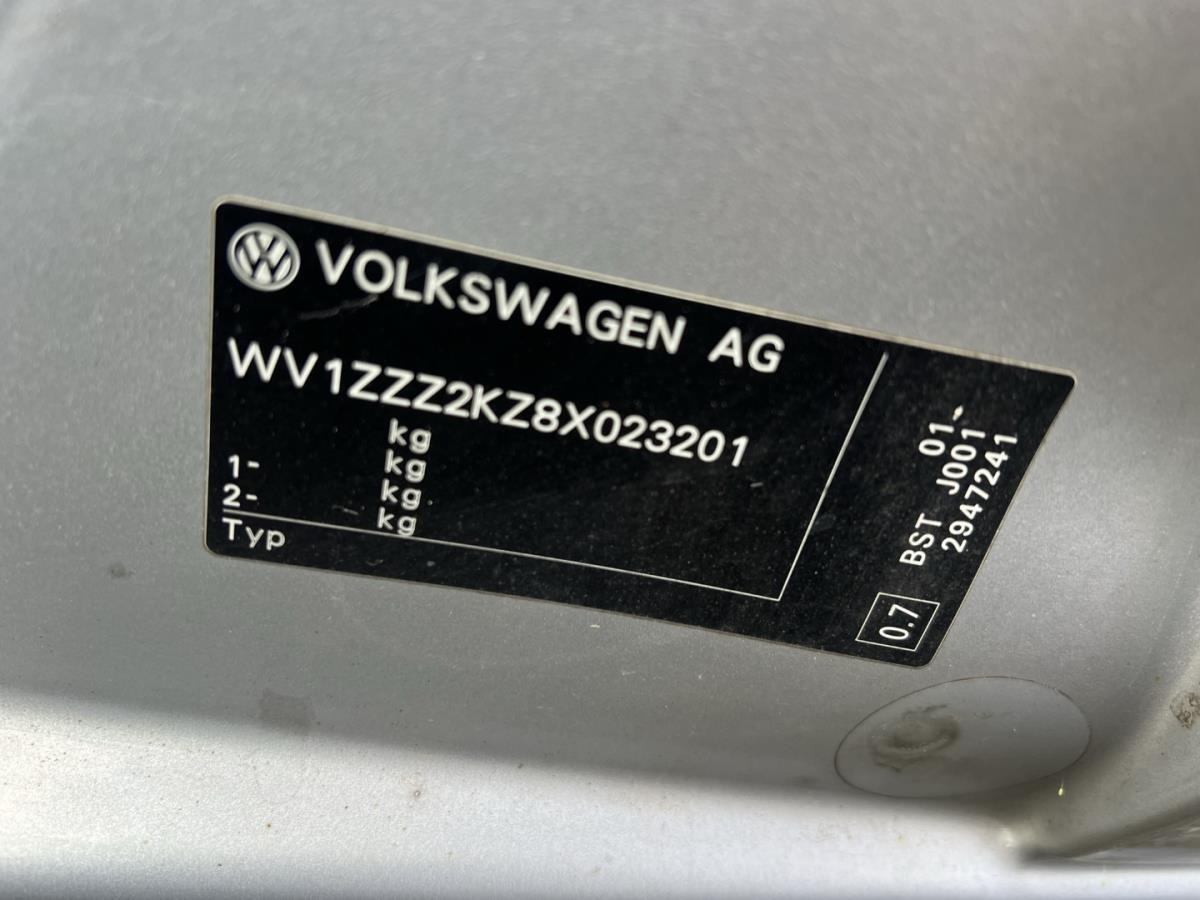 VOLKSWAGEN AG
WV1ZZZ2KZ8X023201
kg
1- kg
2- kg
kg
Typ
01-
BST J001
2947241
0.7